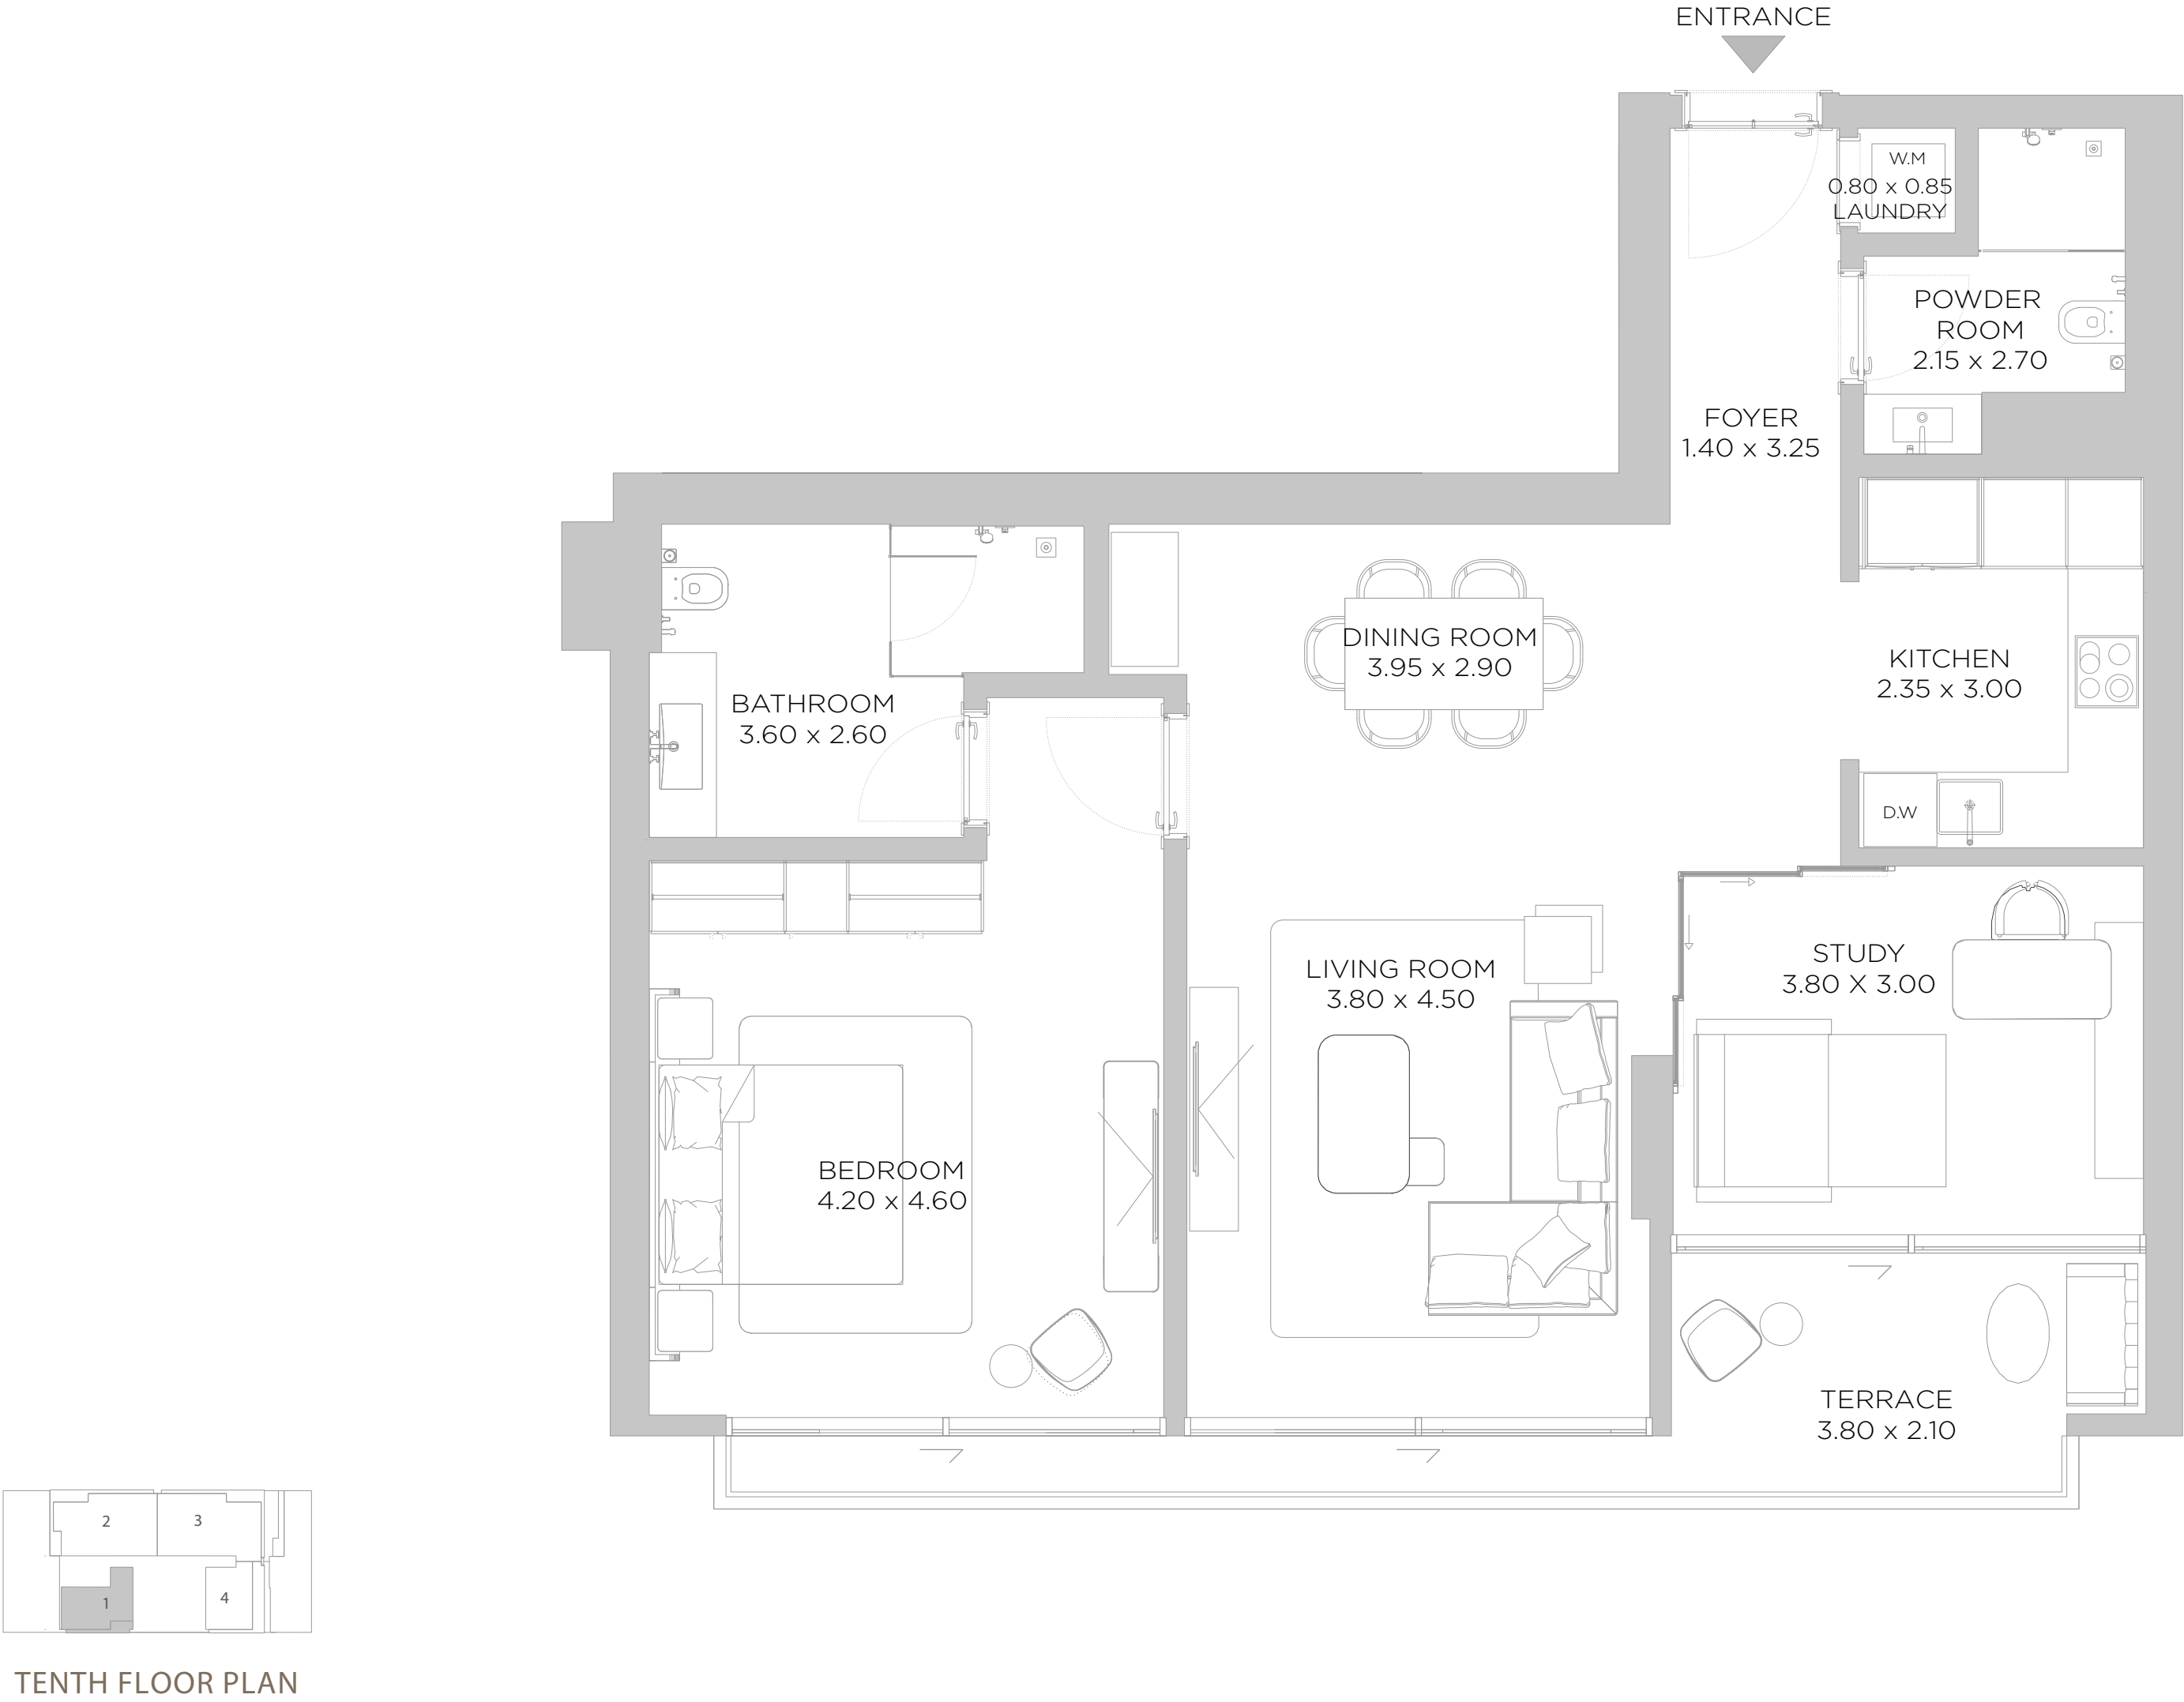 ENTRANCE
W.M
0.80 x 0.85
LAUNDRY
POWDER
ROOM
2.15 x 2.70
FOYER
1.40 x 3.25
DINING ROOM
3.95 x 2.90
KITCHEN
2.35 x 3.00
BATHROOM
3.60 x 2.60
D.W
STUDY
3.80 X 3.00
LIVING ROOM
3.80 x 4.50
BEDROOM
4.20 x 4.60
TERRACE
3.80 x 2.10
2
3
1
4
TENTH FLOOR PLAN